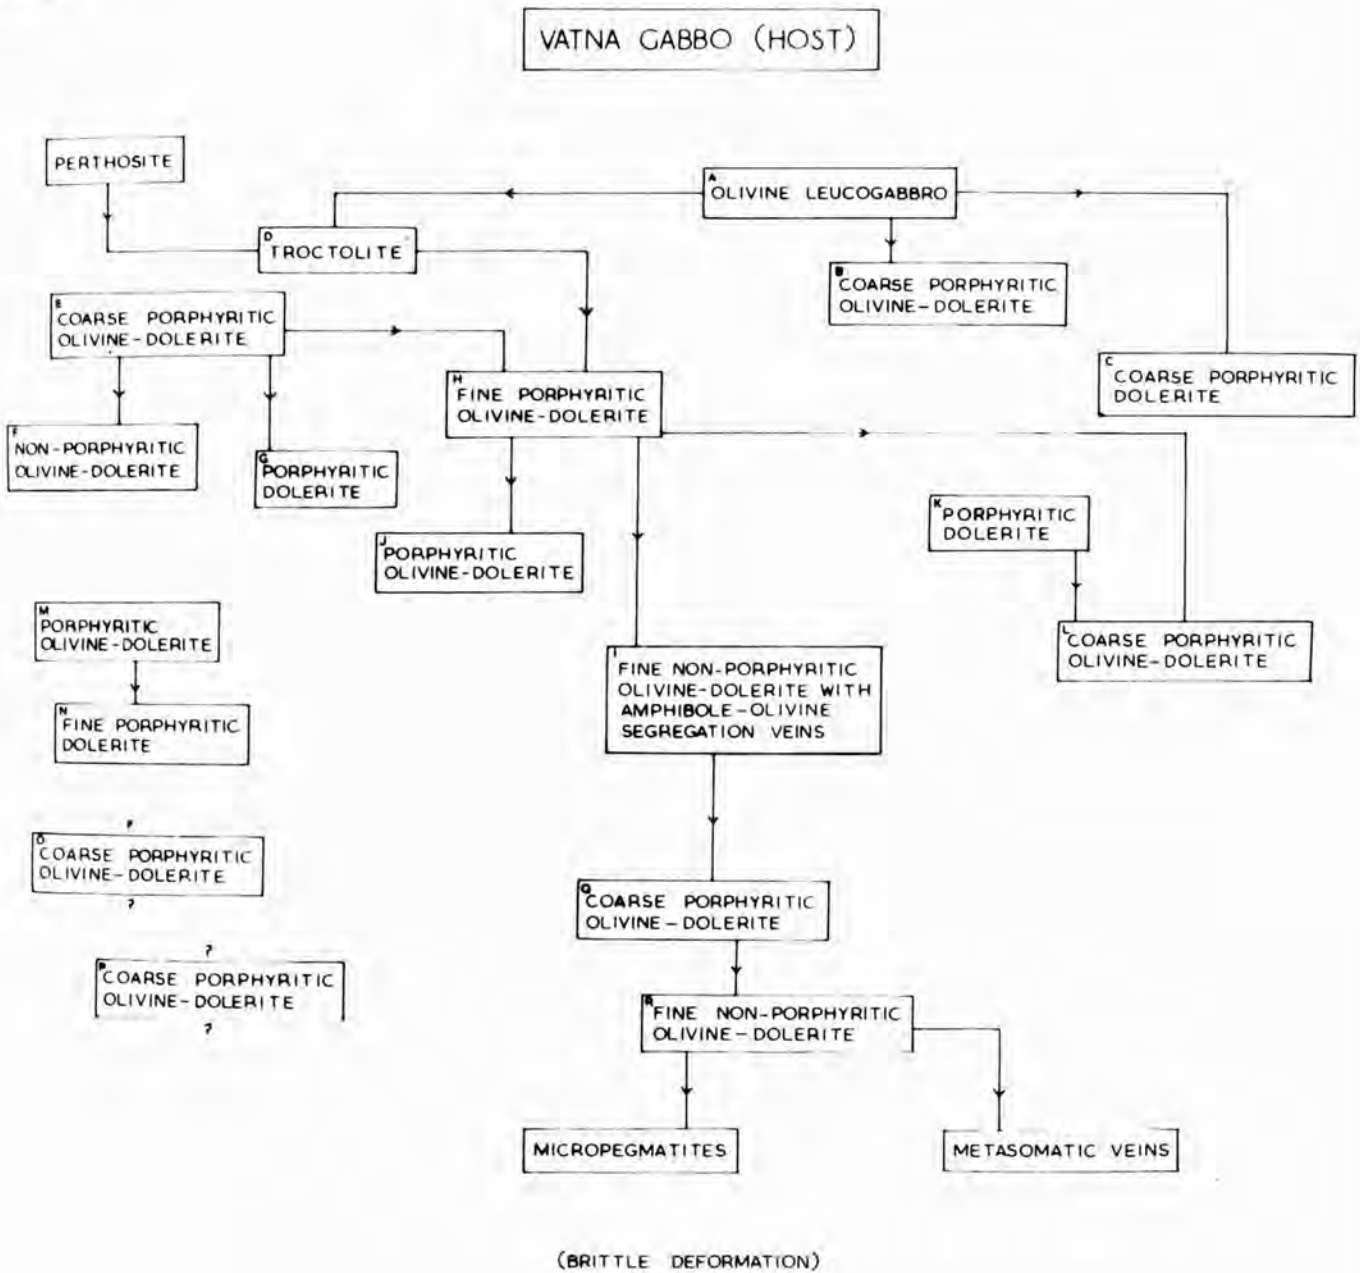 VATNA GABBO (HOST)
PERTHOSITE
A
OLIVINE LEUCOGABBRO
D
TROCTOLITE
B
COARSE PORPHYRITIC
OLIVINE-DOLERITE
E
COARSE PORPHYRITIC
OLIVINE-DOLERITE
C
COARSE PORPHYRITIC
DOLERITE
H
FINE PORPHYRITIC
OLIVINE-DOLERITE
F
NON-PORPHYRITIC
OLIVINE-DOLERITE
G
PORPHYRITIC
DOLERITE
K
PORPHYRITIC
DOLERITE
J
PORPHYRITIC
OLIVINE-DOLERITE
M
PORPHYRITIC
OLIVINE-DOLERITE
L
COARSE PORPHYRITIC
OLIVINE-DOLERITE
I
FINE NON-PORPHYRITIC
OLIVINE-DOLERITE WITH
AMPHIBOLE-OLIVINE
SEGREGATION VEINS
N
FINE PORPHYRITIC
DOLERITE
?
O
COARSE PORPHYRITIC
OLIVINE-DOLERITE
?
Q
COARSE PORPHYRITIC
OLIVINE-DOLERITE
?
P
COARSE PORPHYRITIC
OLIVINE-DOLERITE
?
R
FINE NON-PORPHYRITIC
OLIVINE-DOLERITE
MICROPEGMATITES
METASOMATIC VEINS
(BRITTLE DEFORMATION)